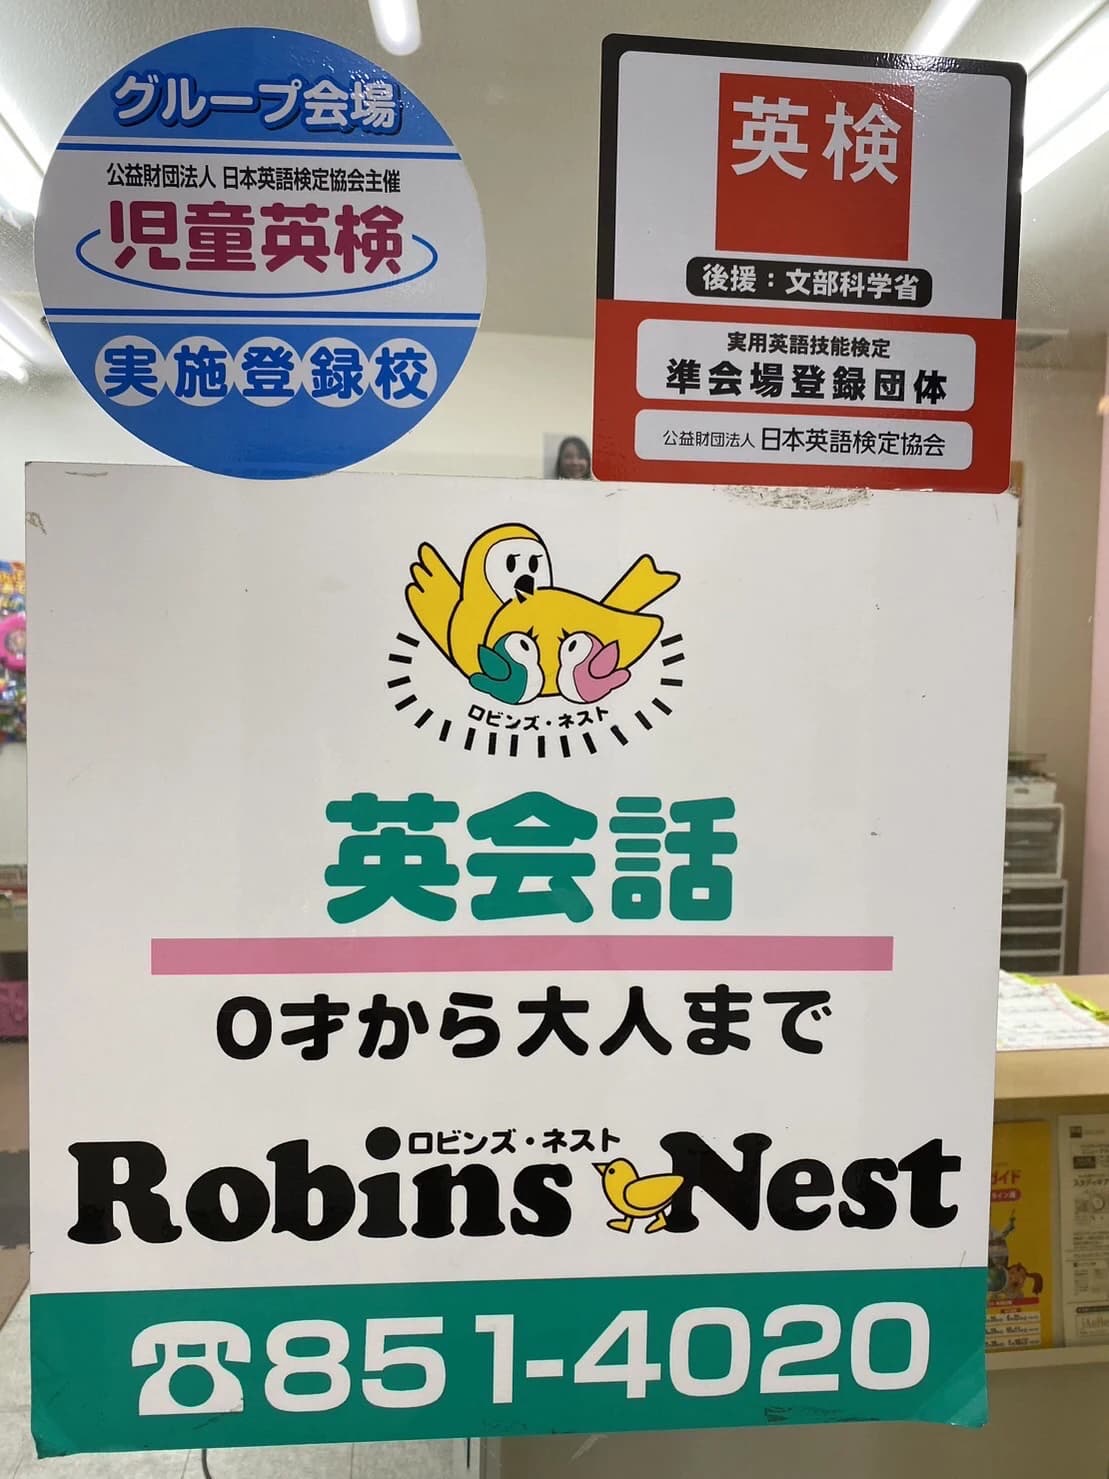 グループ会場
公益財団法人 日本英語検定協会主催
児童英検
実施登録校
英検
後援：文部科学省
実用英語技能検定
準会場登録団体
公益財団法人 日本英語検定協会
ロビンズ・ネスト
英会話
0才から大人まで
ロビンズ・ネスト
Robins Nest
☎851-4020